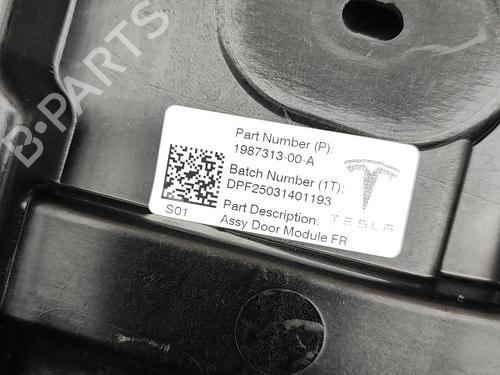 B-PARTS
Part Number (P):
1987313-00-A
Batch Number (1T):
DPF25031401193
Part Description:
Assy Door Module FR
TESLA
S01